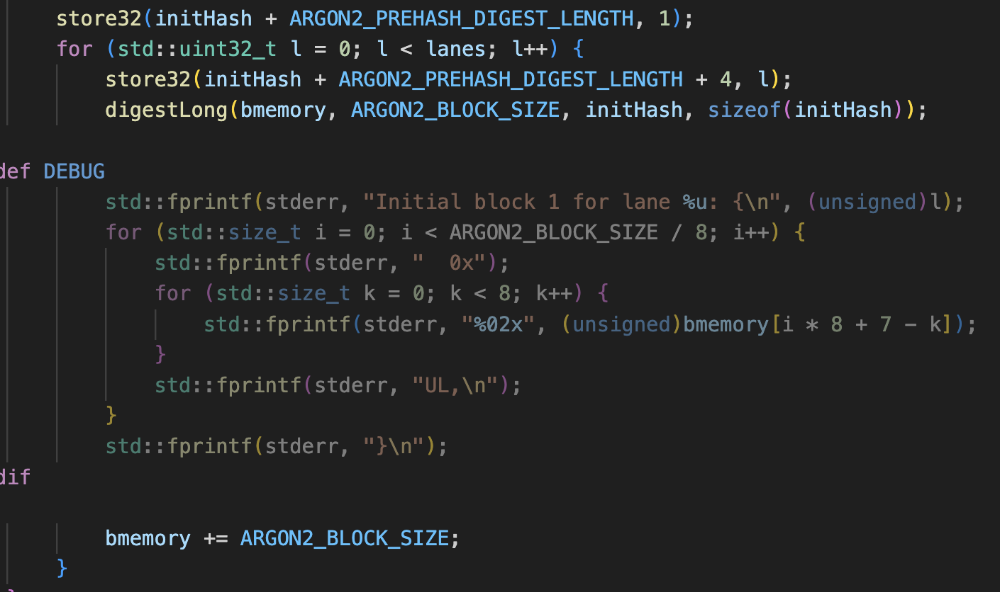 store32(initHash + ARGON2_PREHASH_DIGEST_LENGTH, 1);
for (std::uint32_t l = 0; l < lanes; l++) {
store32(initHash + ARGON2_PREHASH_DIGEST_LENGTH + 4, l);
digestLong(bmemory, ARGON2_BLOCK_SIZE, initHash, sizeof(initHash));
def DEBUG
std::fprintf(stderr, "Initial block 1 for lane %u: {\n", (unsigned)l);
for (std::size_t i = 0; i < ARGON2_BLOCK_SIZE / 8; i++) {
std::fprintf(stderr, "  0x");
for (std::size_t k = 0; k < 8; k++) {
std::fprintf(stderr, "%02x", (unsigned)bmemory[i * 8 + 7 - k]);
}
std::fprintf(stderr, "UL,\n");
}
std::fprintf(stderr, "}\n");
dif
bmemory += ARGON2_BLOCK_SIZE;
}